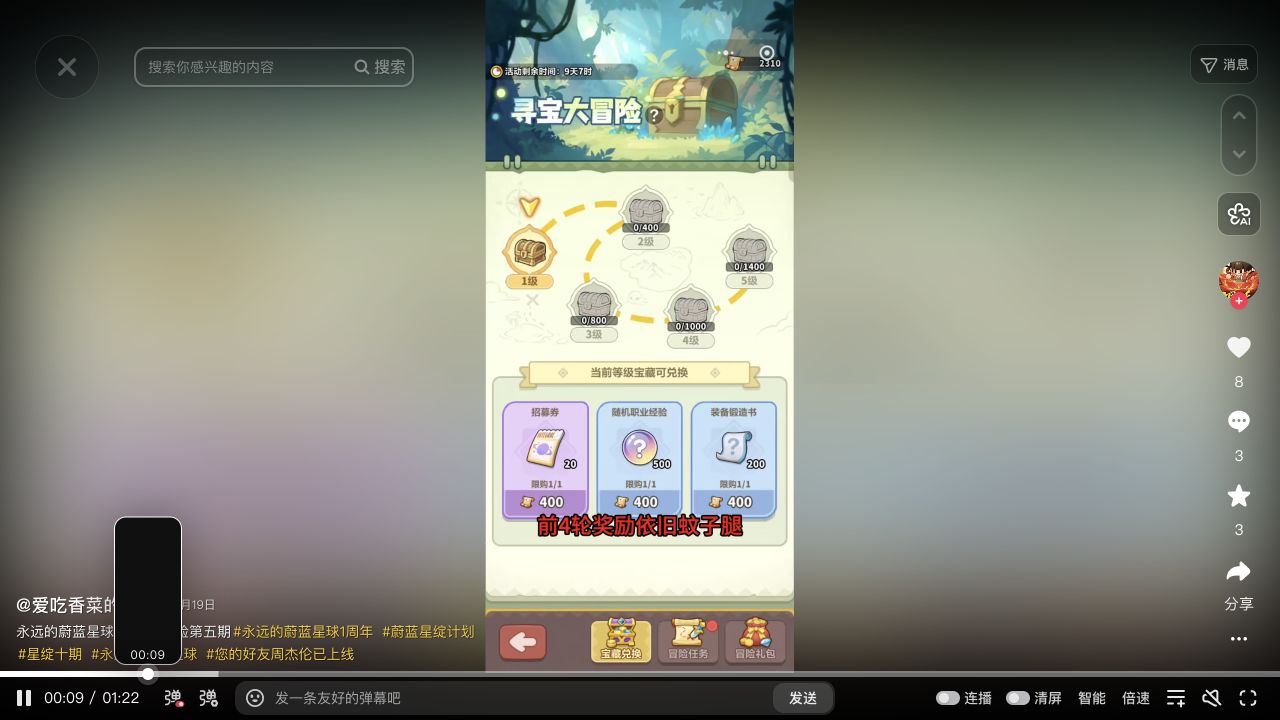 搜索你感兴趣的内容
搜索
消息
2310
活动剩余时间：9天7时
寻宝大冒险
?
AI
0/400
2级
0/1400
5级
1级
0/800
3级
0/1000
4级
当前等级宝藏可兑换
招募券
随机职业经验
装备锻造书
20
500
200
限购1/1
限购1/1
限购1/1
400
400
400
前4轮奖励依旧蚊子腿
8
3
3
分享
@爱吃香菜的
月19日
永远的蔚蓝星球
险第五期#永远的蔚蓝星球1周年 #蔚蓝星绽计划
#星绽十期 #永
球 #您的好友周杰伦已上线
00:09
宝藏兑换
冒险任务
冒险礼包
00:09 / 01:22
弹
弹
发一条友好的弹幕吧
发送
连播
清屏
智能
倍速